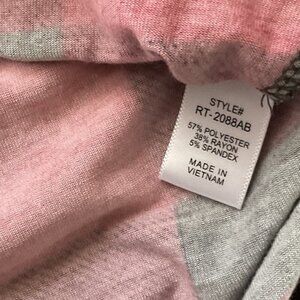 STYLE#
RT-2088AB
57% POLYESTER
38% RAYON
5% SPANDEX
MADE IN
VIETNAM